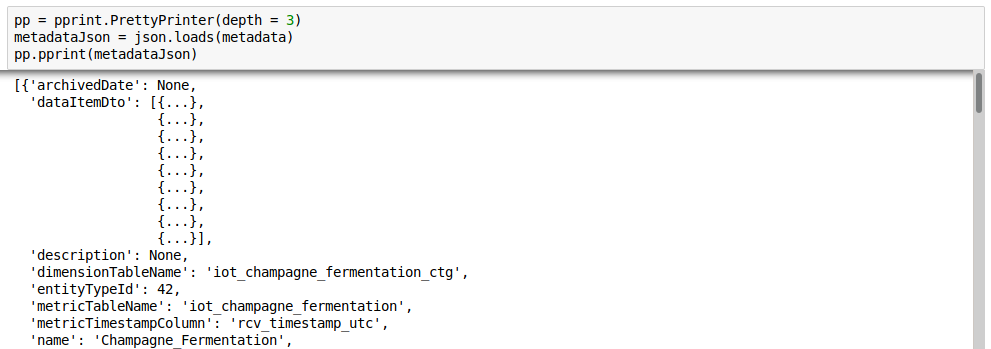 pp = pprint.PrettyPrinter(depth = 3)
metadataJson = json.loads(metadata)
pp.pprint(metadataJson)
[{'archivedDate': None,
  'dataItemDto': [{...},
                  {...},
                  {...},
                  {...},
                  {...},
                  {...},
                  {...},
                  {...},
                  {...}],
  'description': None,
  'dimensionTableName': 'iot_champagne_fermentation_ctg',
  'entityTypeId': 42,
  'metricTableName': 'iot_champagne_fermentation',
  'metricTimestampColumn': 'rcv_timestamp_utc',
  'name': 'Champagne_Fermentation',